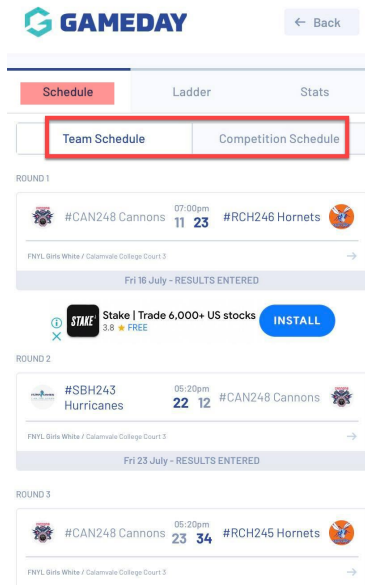 GAMEDAY
← Back
Schedule Ladder Stats
Team Schedule Competition Schedule
ROUND 1
07:00pm
#CAN248 Cannons 11 23 #RCH246 Hornets
FNYL Girls White / Calamvale College Court 3 →
Fri 16 July - RESULTS ENTERED
STAKE
Stake | Trade 6,000+ US stocks
3.8 ★ FREE
INSTALL
ROUND 2
05:20pm
#SBH243
Hurricanes
22 12 #CAN248 Cannons
FNYL Girls White / Calamvale College Court 3 →
Fri 23 July - RESULTS ENTERED
ROUND 3
05:20pm
#CAN248 Cannons 23 34 #RCH245 Hornets
FNYL Girls White / Calamvale College Court 3 →